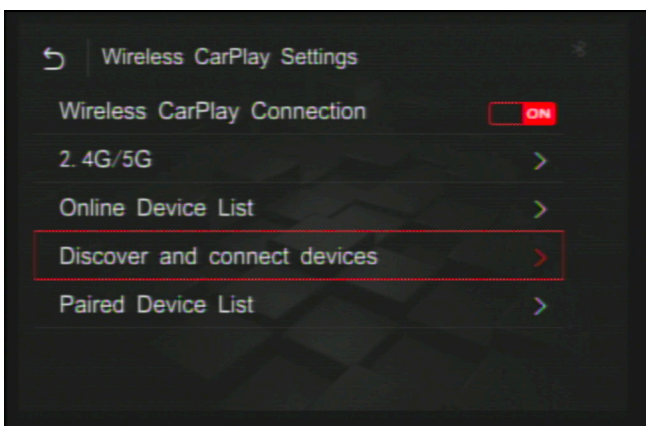 Wireless CarPlay Settings
Wireless CarPlay Connection ON
2.4G/5G
Online Device List
Discover and connect devices
Paired Device List